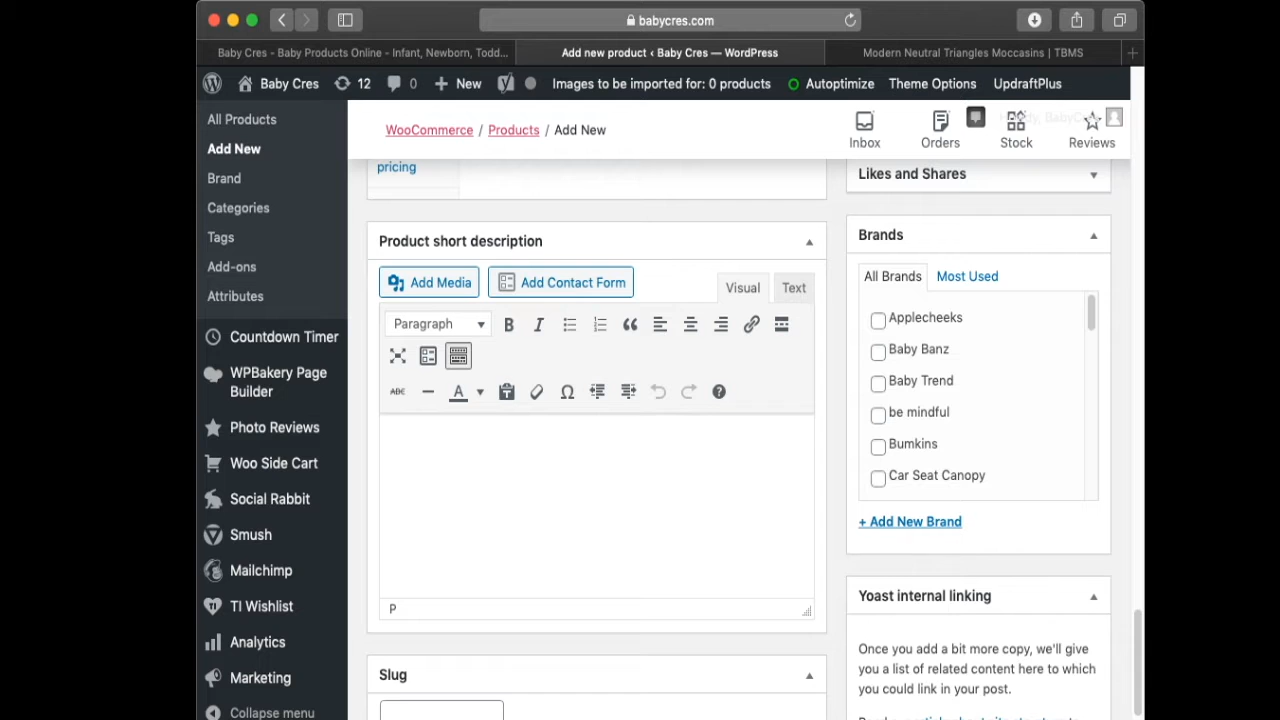 babycres.com
Baby Cres - Baby Products Online - Infant, Newborn, Todd...
Add new product ‹ Baby Cres — WordPress
Modern Neutral Triangles Moccasins | TBMS
Baby Cres
12
0
New
Images to be imported for: 0 products
Autoptimize
Theme Options
UpdraftPlus
All Products
Add New
Brand
Categories
Tags
Add-ons
Attributes
Countdown Timer
WPBakery Page
Builder
Photo Reviews
Woo Side Cart
Social Rabbit
Smush
Mailchimp
TI Wishlist
Analytics
Marketing
Collapse menu
WooCommerce / Products / Add New
Inbox
Orders
Stock
Reviews
pricing
Product short description
Add Media
Add Contact Form
Visual
Text
Paragraph
B
I
ABC
A
Ω
P
Slug
Likes and Shares
Brands
All Brands
Most Used
Applecheeks
Baby Banz
Baby Trend
be mindful
Bumkins
Car Seat Canopy
+ Add New Brand
Yoast internal linking
Once you add a bit more copy, we'll give
you a list of related content here to which
you could link in your post.